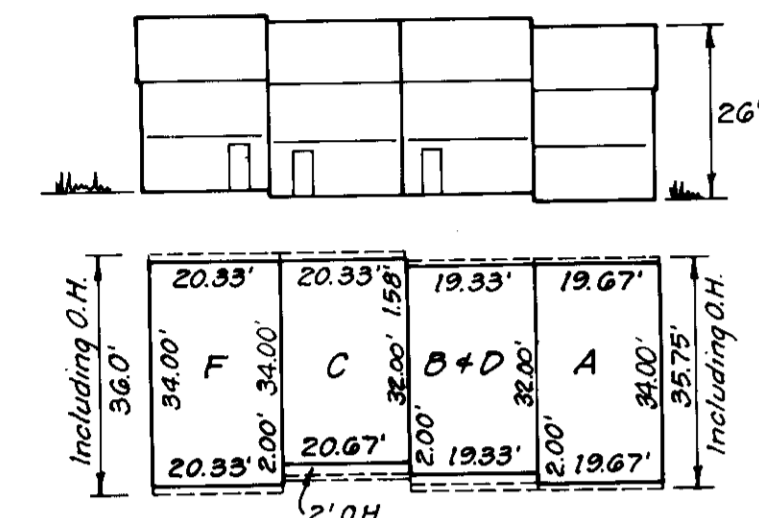 26'
20.33' 20.33' 19.33' 19.67'
1.58'
Including O.H.
36.0'
34.00' F 34.00' C 32.00' B & D 32.00' A 34.00'
35.75'
Including O.H.
2.00' 20.67' 2.00' 2.00'
20.33' 19.33' 19.67'
2' O.H.